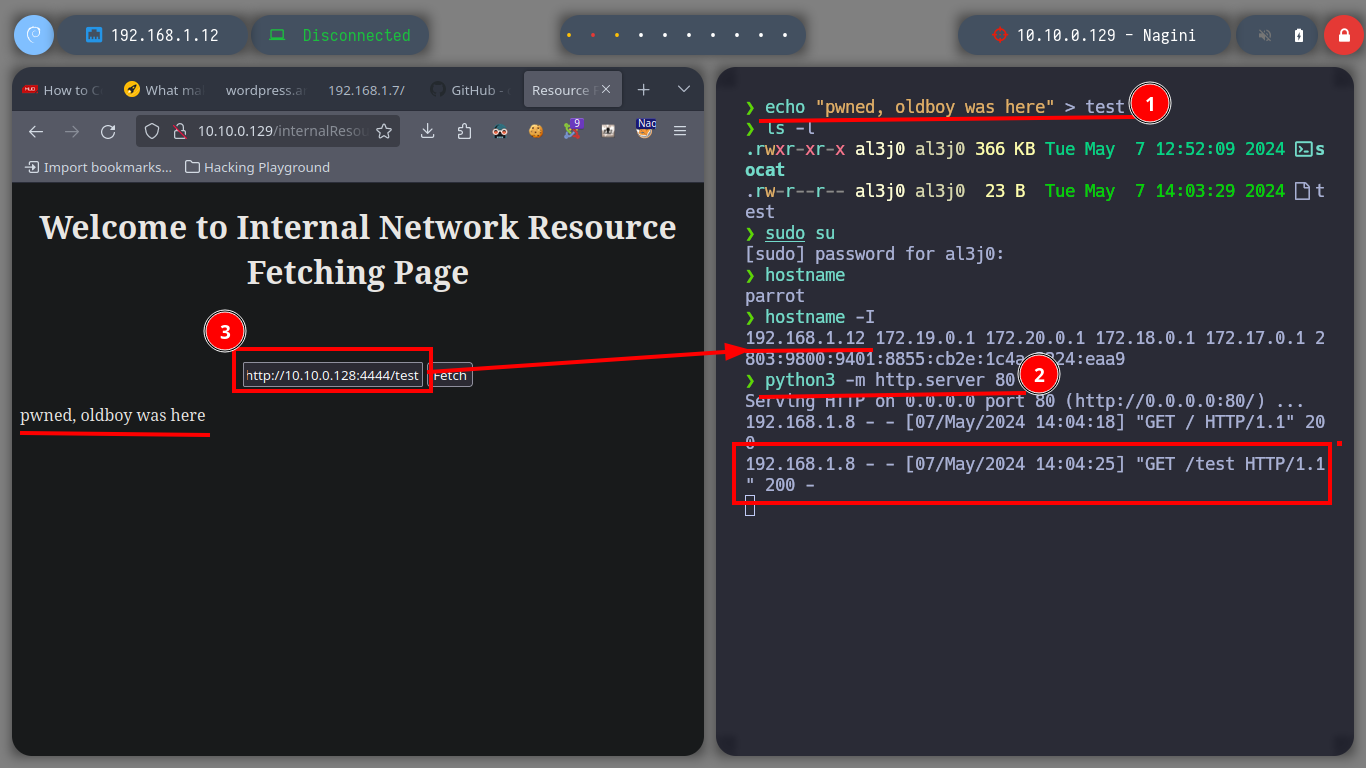 192.168.1.12
Disconnected
10.10.0.129 - Nagini
How to C
What ma
wordpress.a
192.168.1.7/
GitHub -
Resource
10.10.0.129/internalResou
9
Nag
Import bookmarks...
Hacking Playground
Welcome to Internal Network Resource
Fetching Page
3
http://10.10.0.128:4444/test
Fetch
pwned, oldboy was here
❯ echo "pwned, oldboy was here" > test
1
❯ ls -l
.rwxr-xr-x al3j0 al3j0 366 KB Tue May  7 12:52:09 2024 s
ocat
.rw-r--r-- al3j0 al3j0  23 B  Tue May  7 14:03:29 2024 t
est
❯ sudo su
[sudo] password for al3j0:
❯ hostname
parrot
❯ hostname -I
192.168.1.12 172.19.0.1 172.20.0.1 172.18.0.1 172.17.0.1 2
803:9800:9401:8855:cb2e:1c4a:
24:eaa9
❯ python3 -m http.server 80
2
Serving HTTP on 0.0.0.0 port 80 (http://0.0.0.0:80/) ...
192.168.1.8 - - [07/May/2024 14:04:18] "GET / HTTP/1.1" 20
0
192.168.1.8 - - [07/May/2024 14:04:25] "GET /test HTTP/1.1
" 200 -